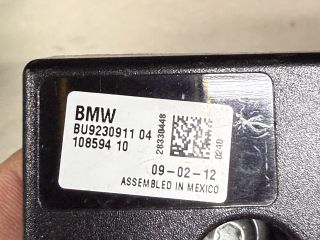 BMW
BU9230911 04
108594 10
28330448
0240
09-02-12
ASSEMBLED IN MEXICO